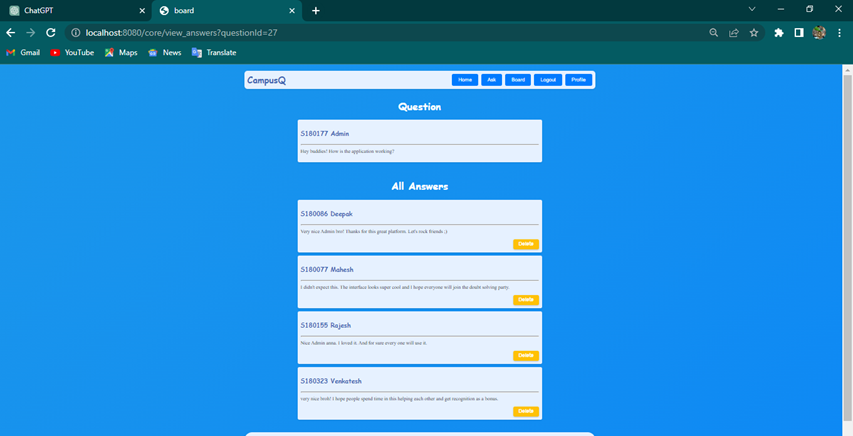 ChatGPT
board
localhost:8080/core/view_answers?questionId=27
Gmail YouTube Maps News Translate
CampusQ Home Ask Board Logout Profile
Question
S180177 Admin
Hey buddies! How is the application working?
All Answers
S180086 Deepak
Very nice Admin bro! Thanks for this great platform. Let's rock friends ;)
Delete
S180077 Mahesh
I didn't expect this. The interface looks super cool and I hope everyone will join the doubt solving party.
Delete
S180155 Rajesh
Nice Admin anna. I loved it. And for sure every one will use it.
Delete
S180323 Venkatesh
Very nice broh! I hope people spend time in this helping each other and get recognition as a bonus.
Delete